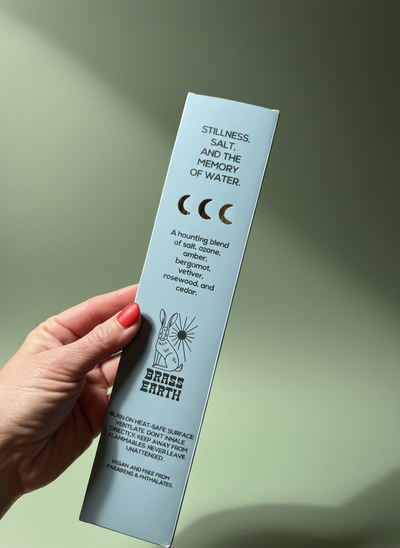 STILLNESS,
SALT,
AND THE
MEMORY
OF WATER.
A haunting blend
of salt, ozone,
amber,
bergamot,
vetiver,
rosewood, and
cedar.
BRASS
EARTH
BURN ON HEAT-SAFE SURFACE
VENTILATE. DON'T INHALE
DIRECTLY. KEEP AWAY FROM
FLAMMABLES. NEVER LEAVE
UNATTENDED.
VEGAN AND FREE FROM
PARABENS & PHTHALATES.